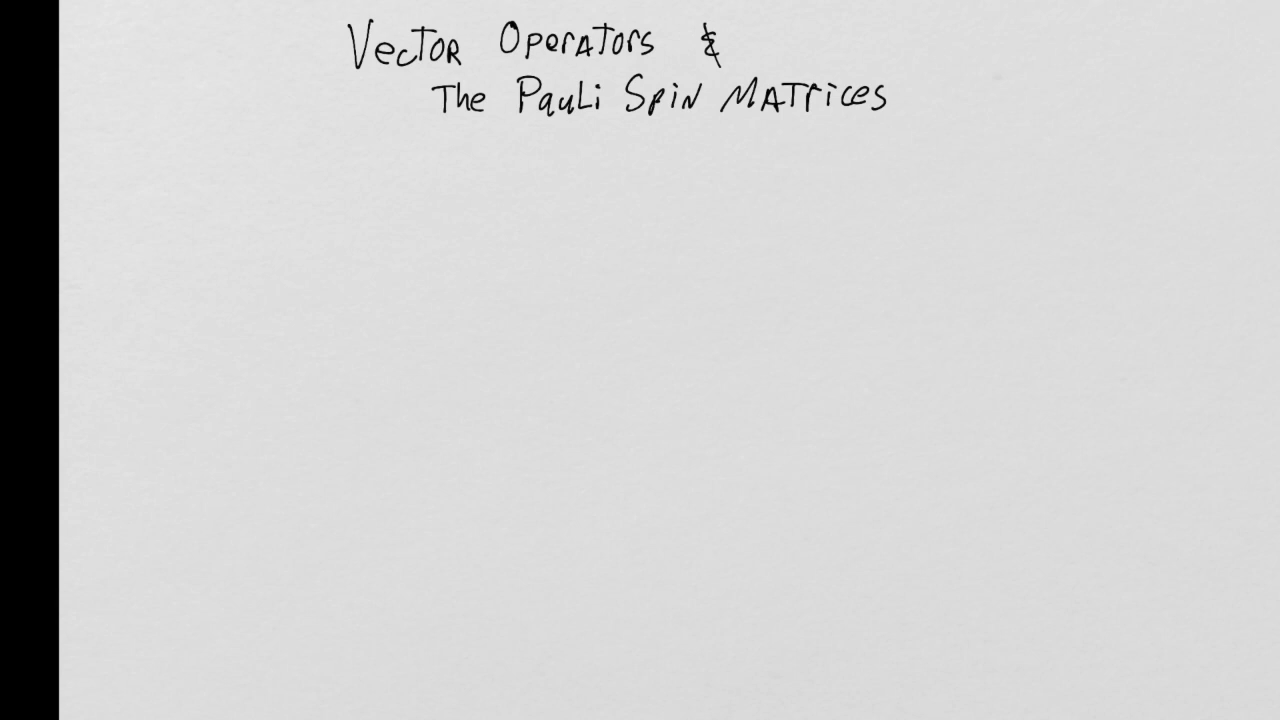 Vector Operators &
The Pauli Spin Matrices